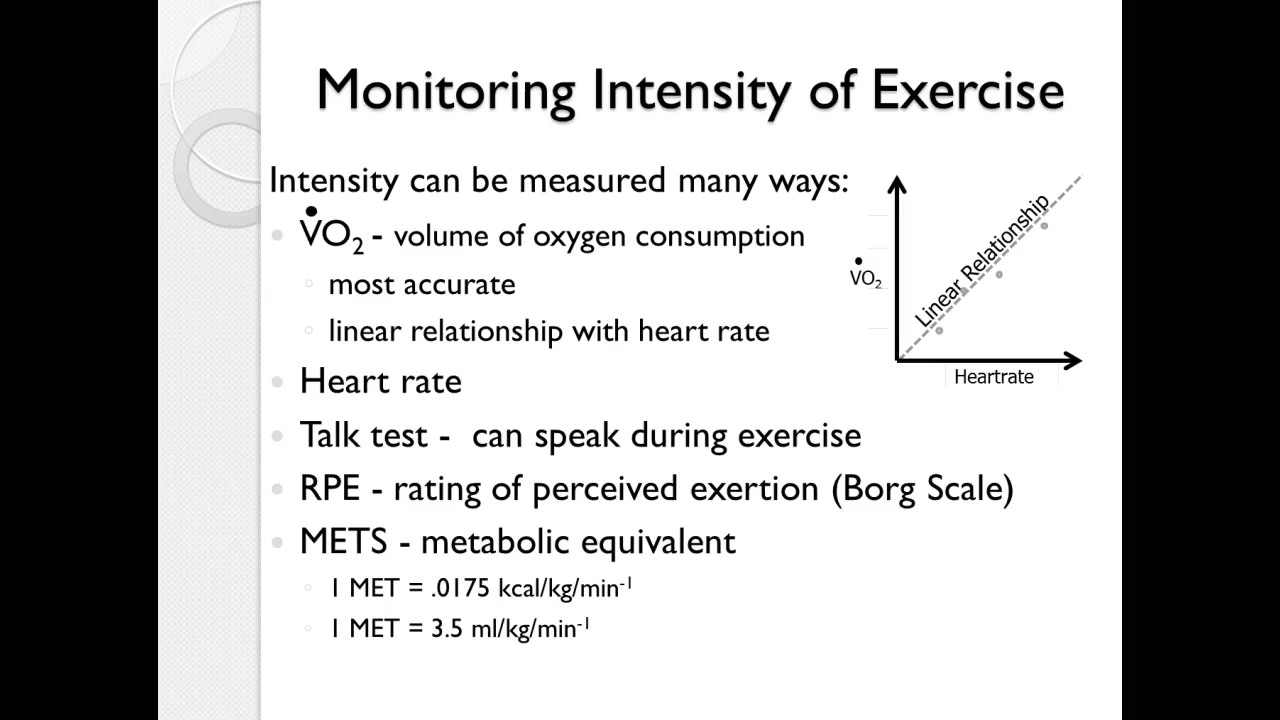 Monitoring Intensity of Exercise
Intensity can be measured many ways:
V̇O₂ - volume of oxygen consumption
most accurate
linear relationship with heart rate
Heart rate
Talk test -  can speak during exercise
RPE - rating of perceived exertion (Borg Scale)
METS - metabolic equivalent
1 MET = .0175 kcal/kg/min⁻¹
1 MET = 3.5 ml/kg/min⁻¹
V̇O₂
Linear Relationship
Heartrate